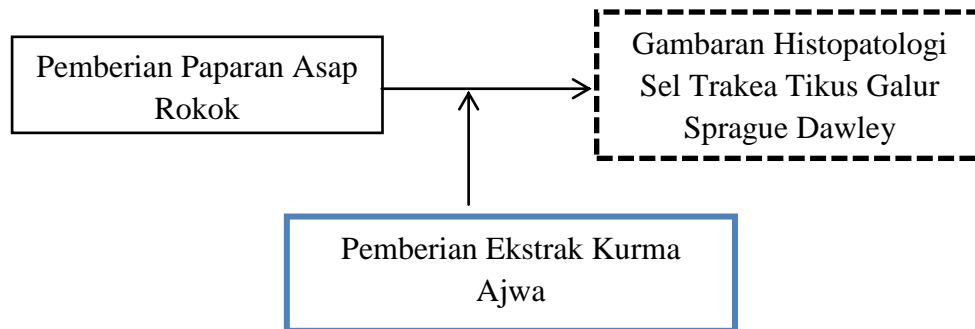 Pemberian Paparan Asap
Rokok
Gambaran Histopatologi
Sel Trakea Tikus Galur
Sprague Dawley
Pemberian Ekstrak Kurma
Ajwa